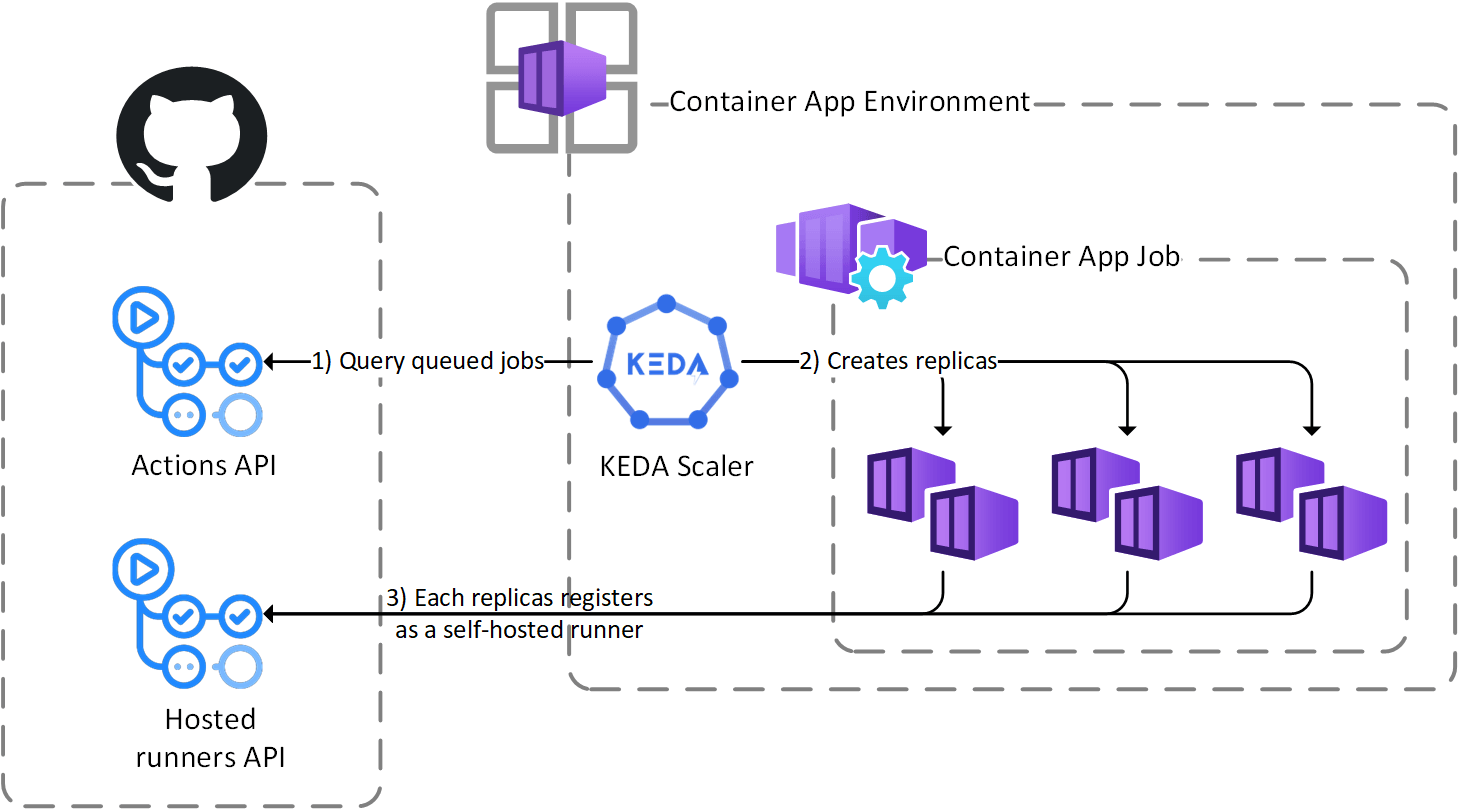 Container App Environment
Container App Job
1) Query queued jobs
KEDA
2) Creates replicas
Actions API
KEDA Scaler
3) Each replicas registers
as a self-hosted runner
Hosted
runners API